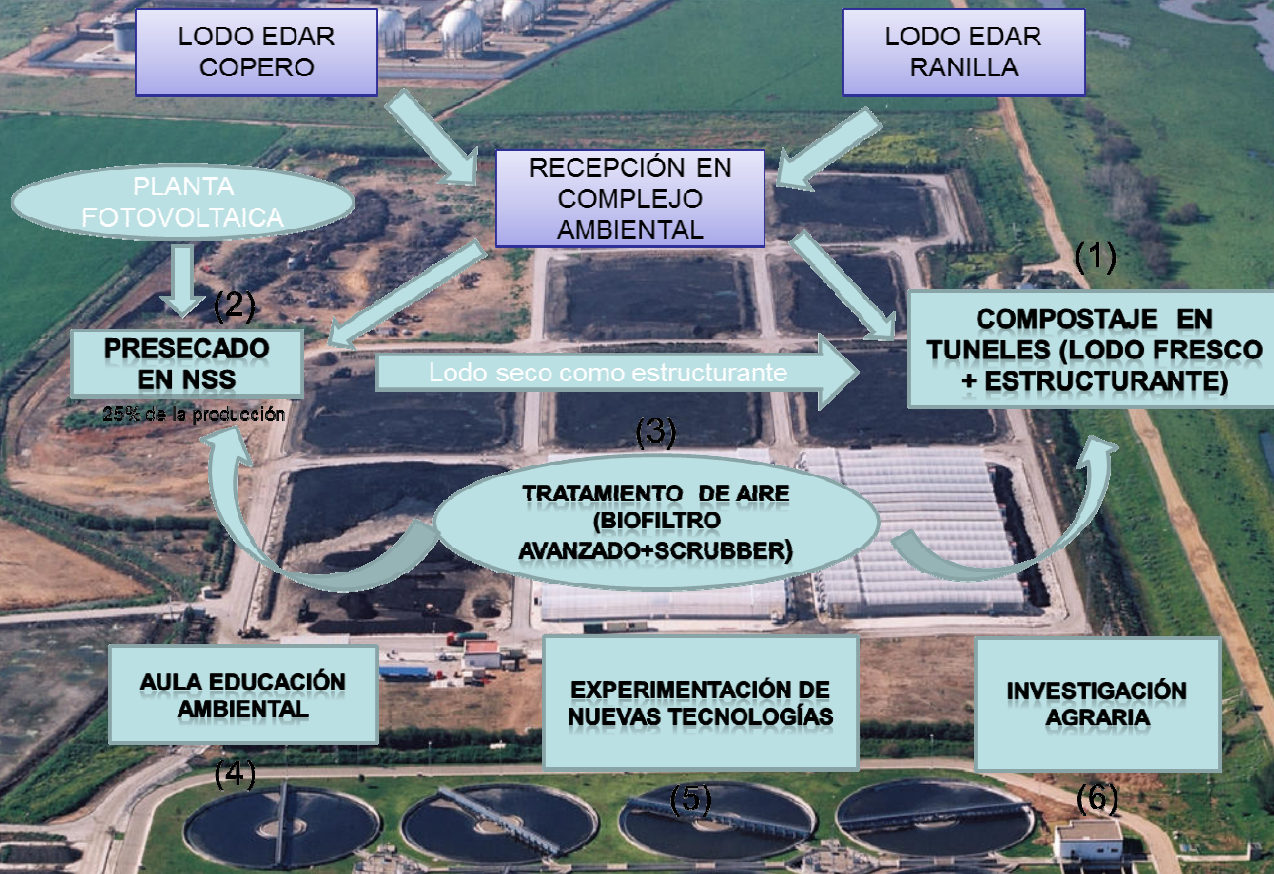 LODO EDAR
COPERO
LODO EDAR
RANILLA
RECEPCIÓN EN
COMPLEJO
AMBIENTAL
PLANTA
FOTOVOLTAICA
(1)
(2)
PRESECADO
EN NSS
25% de la producción
Lodo seco como estructurante
COMPOSTAJE EN
TUNELES (LODO FRESCO
+ ESTRUCTURANTE)
(3)
TRATAMIENTO DE AIRE
(BIOFILTRO
AVANZADO+SCRUBBER)
AULA EDUCACIÓN
AMBIENTAL
EXPERIMENTACIÓN DE
NUEVAS TECNOLOGÍAS
INVESTIGACIÓN
AGRARIA
(4)
(5)
(6)